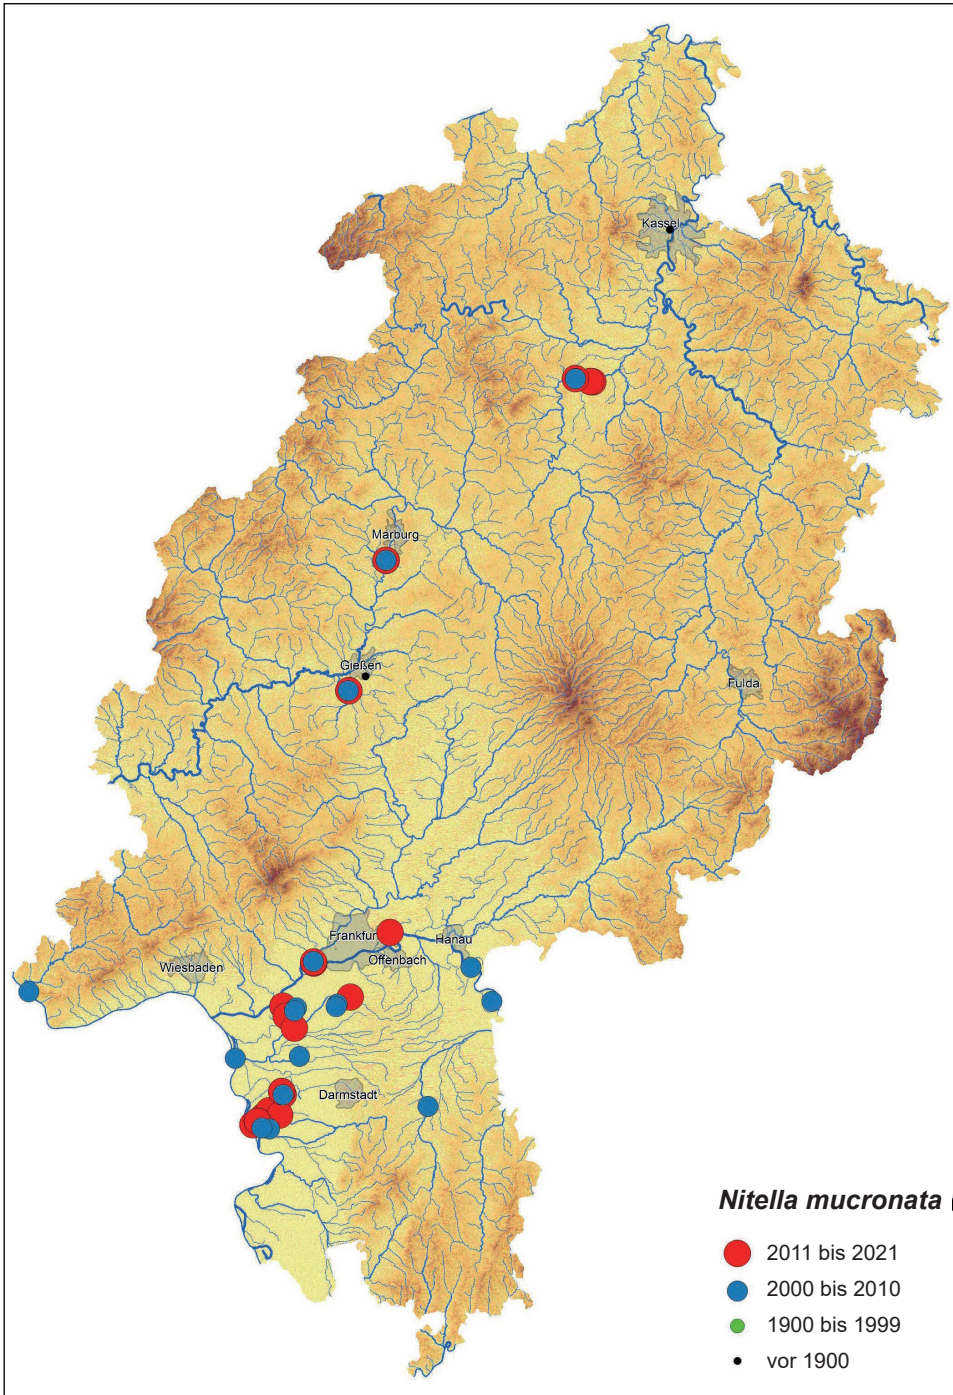 Kassel
Marburg
Gießen
Fulda
Frankfur
Hanau
Offenbach
Wiesbaden
Darmstadt
Nitella mucronata
2011 bis 2021
2000 bis 2010
1900 bis 1999
vor 1900